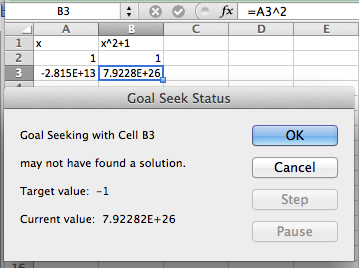 B3 fx =A3^2
A B C D E
1 x x^2+1
2 1 1
3 -2.815E+13 7.9228E+26
Goal Seek Status
Goal Seeking with Cell B3
may not have found a solution.
Target value: -1
Current value: 7.92282E+26
OK
Cancel
Step
Pause